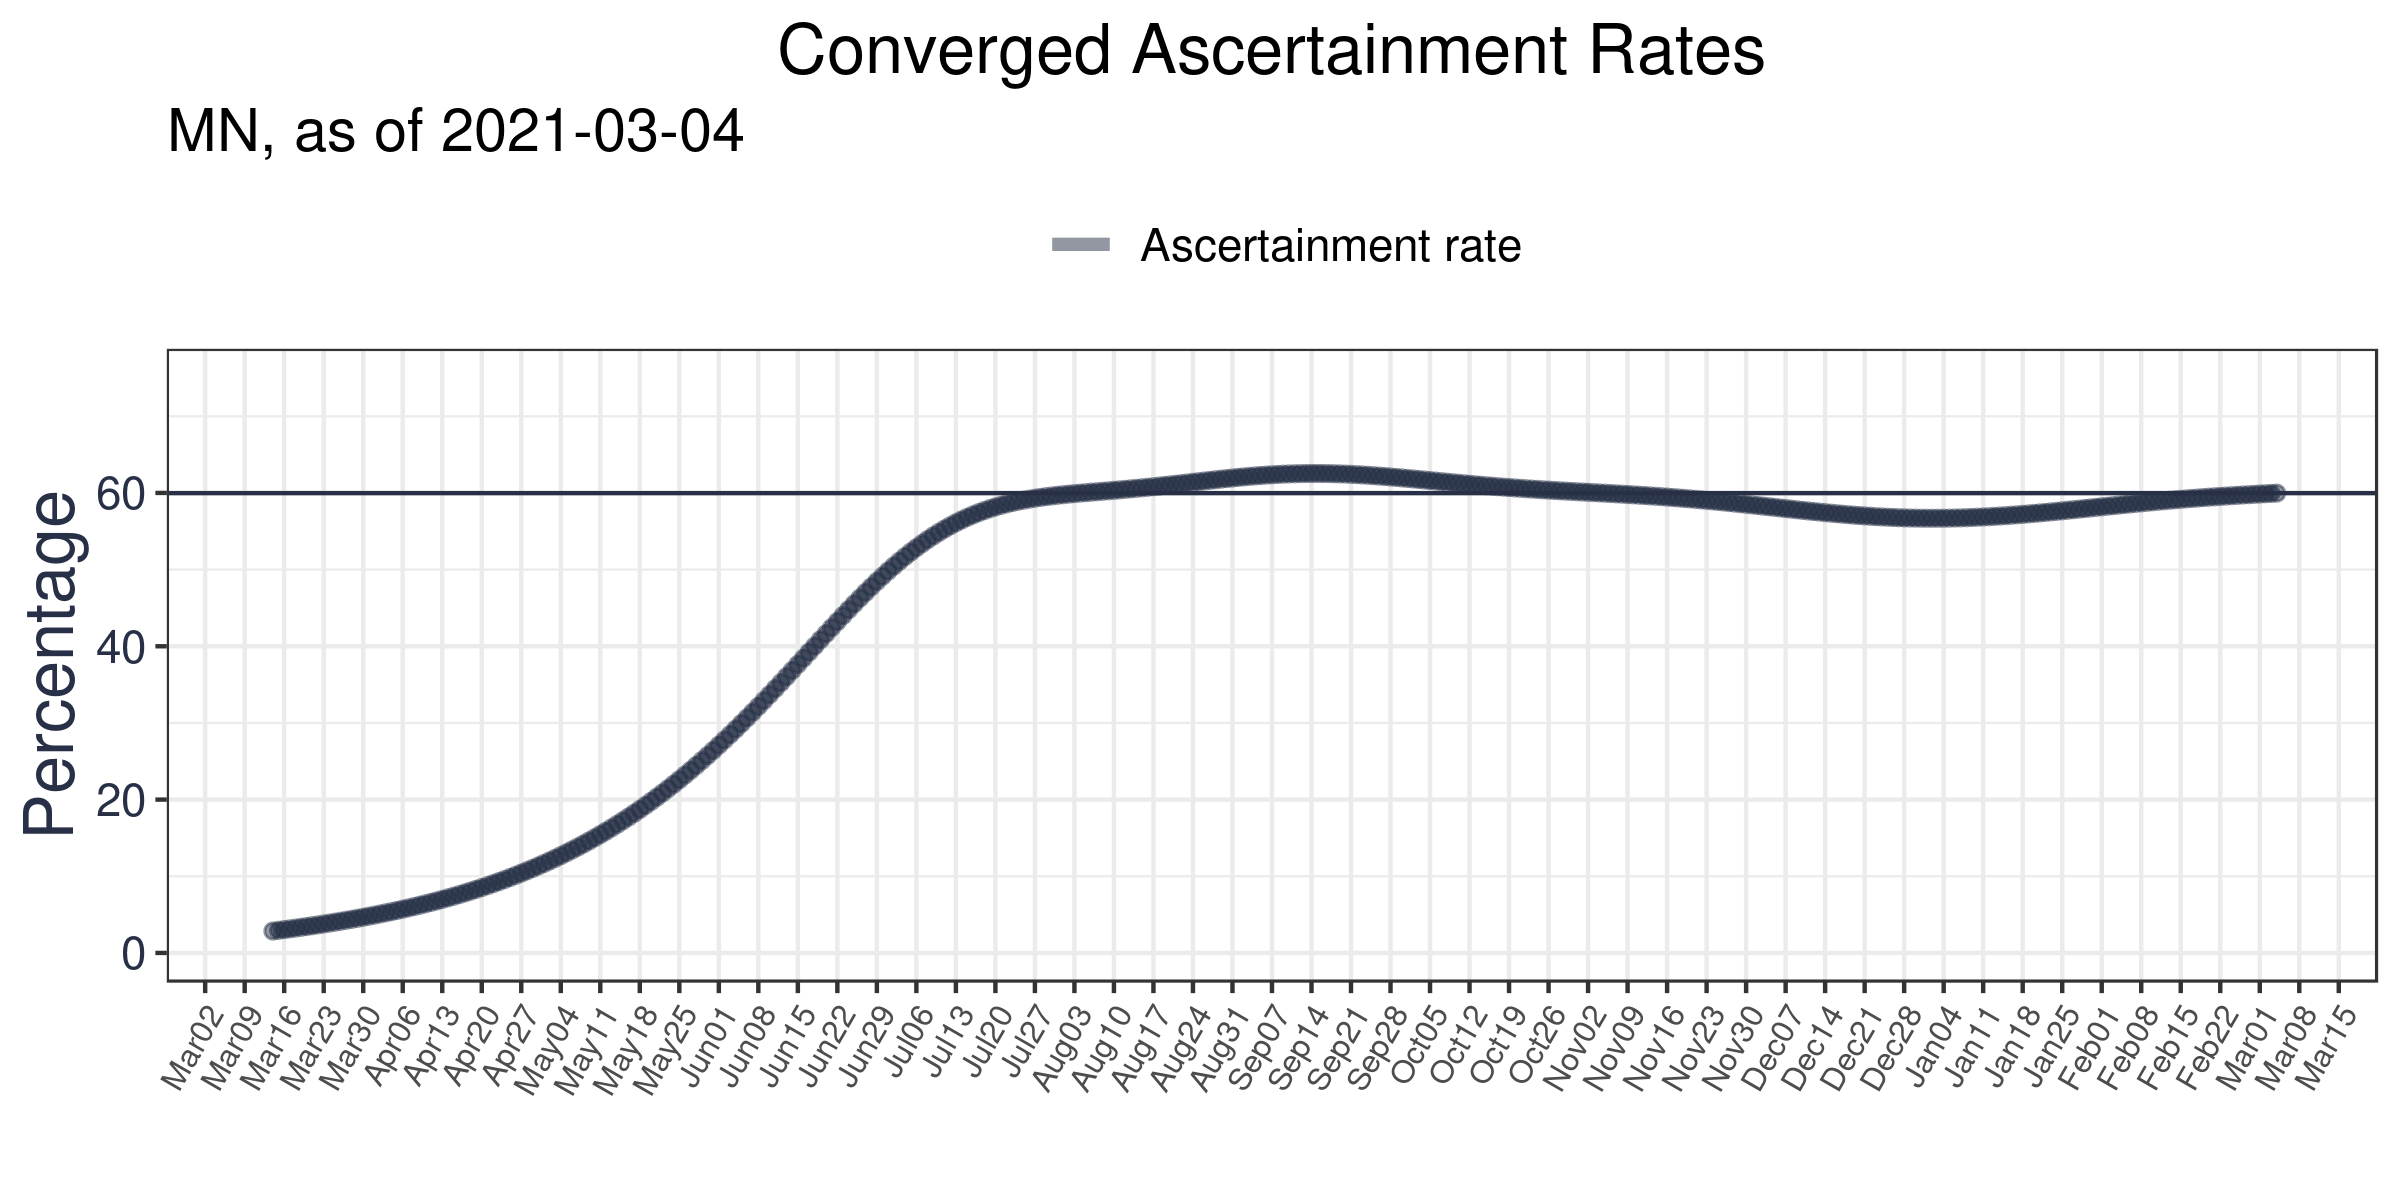 Converged Ascertainment Rates
MN, as of 2021-03-04
Ascertainment rate
Percentage
60
40
20
0
Mar02 Mar09 Mar16 Mar23 Mar30 Apr06 Apr13 Apr20 Apr27 May04 May11 May18 May25 Jun01 Jun08 Jun15 Jun22 Jun29 Jul06 Jul13 Jul20 Jul27 Aug03 Aug10 Aug17 Aug24 Aug31 Sep07 Sep14 Sep21 Sep28 Oct05 Oct12 Oct19 Oct26 Nov02 Nov09 Nov16 Nov23 Nov30 Dec07 Dec14 Dec21 Dec28 Jan04 Jan11 Jan18 Jan25 Feb01 Feb08 Feb15 Feb22 Mar01 Mar08 Mar15